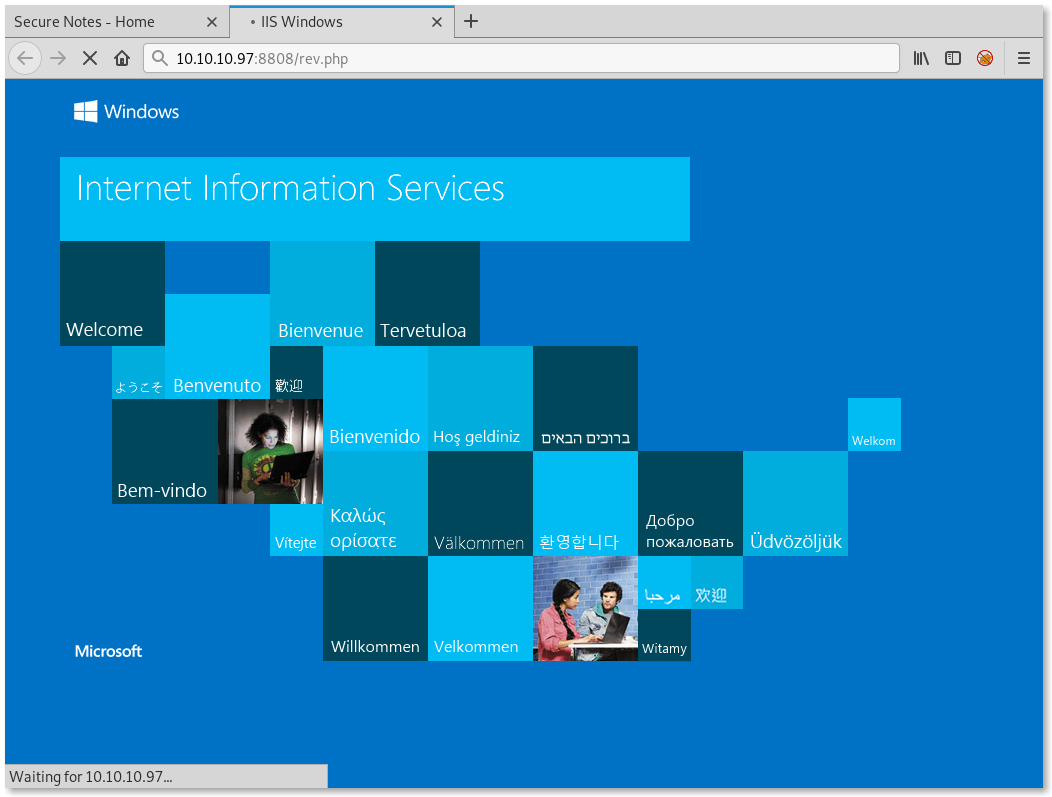 Secure Notes - Home
• IIS Windows
10.10.10.97:8808/rev.php
Windows
Internet Information Services
Welcome
Bienvenue
Tervetuloa
ようこそ
Benvenuto
歡迎
Bienvenido
Hoş geldiniz
ברוכים הבאים
Welkom
Bem-vindo
Vítejte
Καλώς
ορίσατε
Välkommen
환영합니다
Добро
пожаловать
Üdvözöljük
Willkommen
Velkommen
مرحبا
欢迎
Witamy
Microsoft
Waiting for 10.10.10.97...